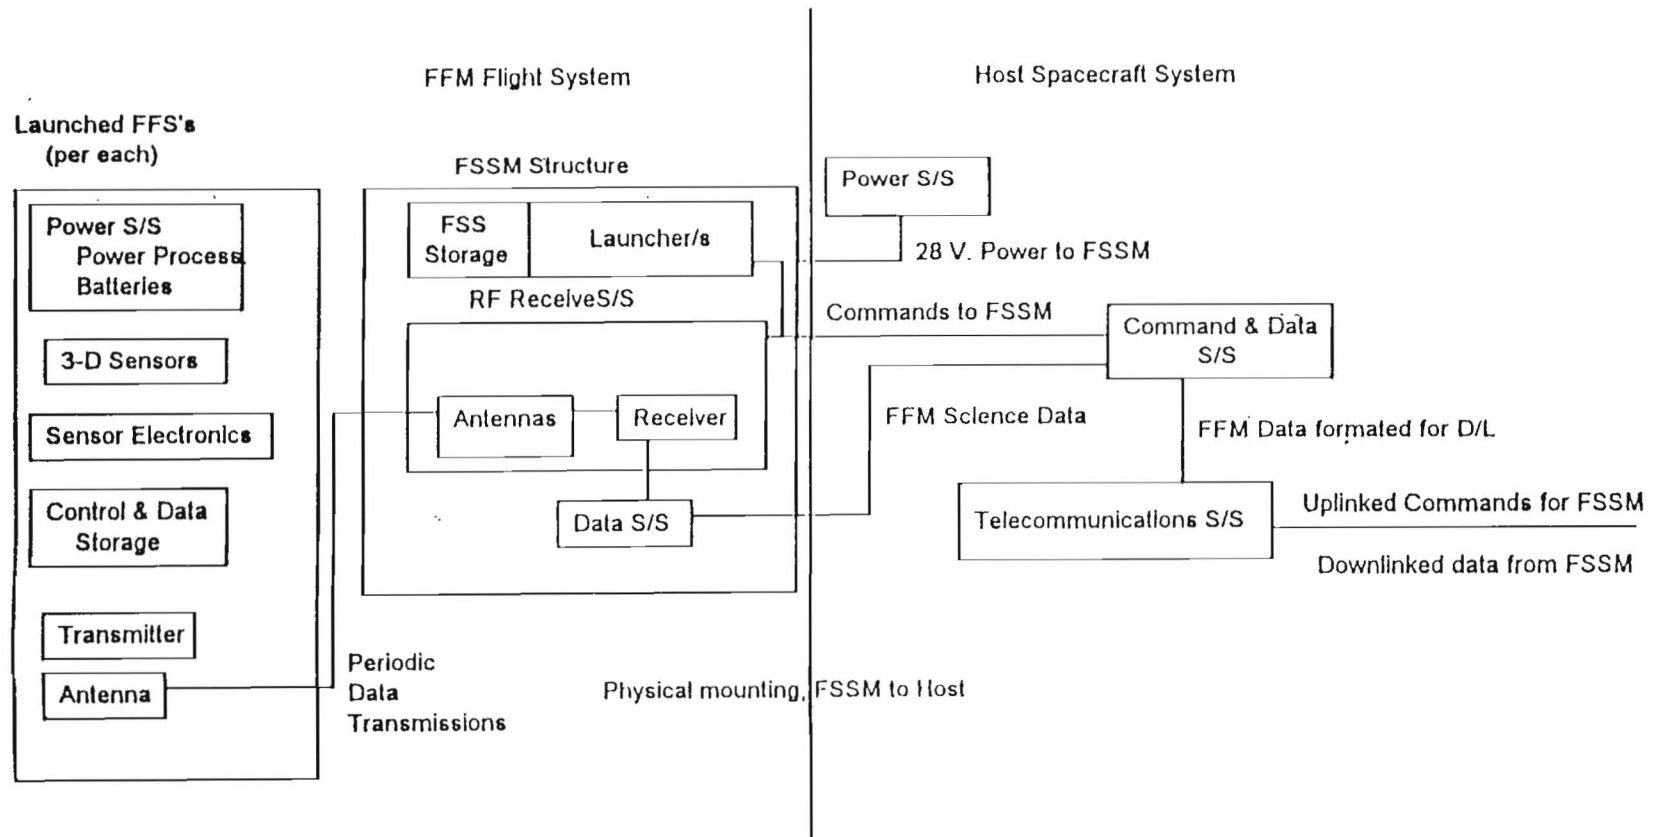 FFM Flight System
Host Spacecraft System
Launched FFS's
(per each)
Power S/S
Power Process.
Batteries
3-D Sensors
Sensor Electronics
Control & Data
Storage
Transmitter
Antenna
Periodic
Data
Transmissions
FSSM Structure
FSS
Storage
Launcher/s
RF ReceiveS/S
Antennas
Receiver
Data S/S
Physical mounting, FSSM to Host
Power S/S
28 V. Power to FSSM
Commands to FSSM
Command & Data
S/S
FFM Science Data
FFM Data formated for D/L
Telecommunications S/S
Uplinked Commands for FSSM
Downlinked data from FSSM